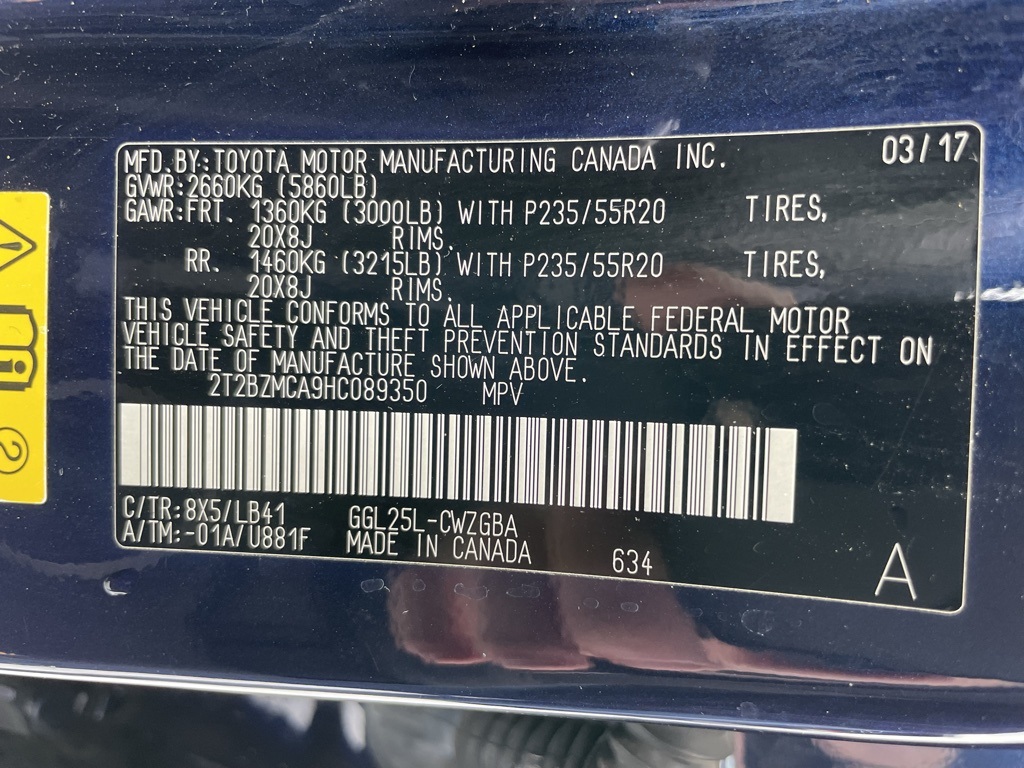 MFD.BY:TOYOTA MOTOR MANUFACTURING CANADA INC. 03/17
GVWR:2660KG (5860LB)
GAWR:FRT. 1360KG (3000LB) WITH P235/55R20 TIRES,
20X8J RIMS,
RR. 1460KG (3215LB) WITH P235/55R20 TIRES,
20X8J RIMS.
THIS VEHICLE CONFORMS TO ALL APPLICABLE FEDERAL MOTOR
VEHICLE SAFETY AND THEFT PREVENTION STANDARDS IN EFFECT ON
THE DATE OF MANUFACTURE SHOWN ABOVE.
2T2BZMCA9HC089350 MPV
C/TR:8X5/LB41 GGL25L-CWZGBA
A/TM:-01A/U881F MADE IN CANADA 634 A
2